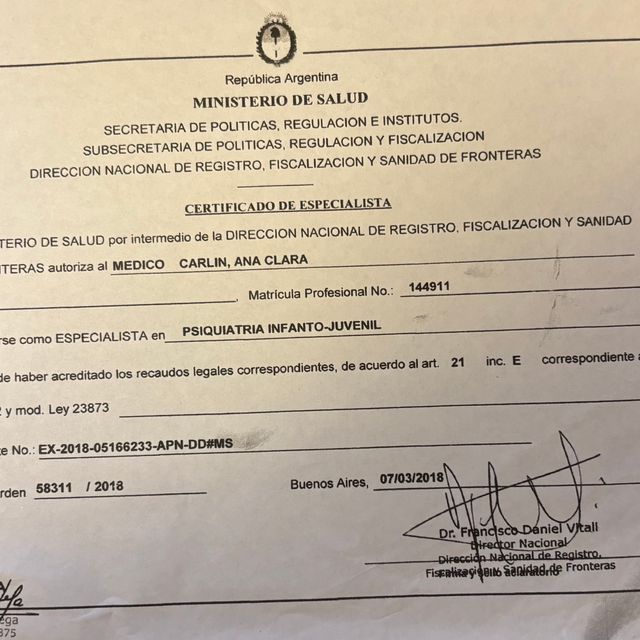 República Argentina
MINISTERIO DE SALUD
SECRETARIA DE POLITICAS, REGULACION E INSTITUTOS.
SUBSECRETARIA DE POLITICAS, REGULACION Y FISCALIZACION
DIRECCION NACIONAL DE REGISTRO, FISCALIZACION Y SANIDAD DE FRONTERAS
CERTIFICADO DE ESPECIALISTA
TERIO DE SALUD por intermedio de la DIRECCION NACIONAL DE REGISTRO, FISCALIZACION Y SANIDAD
TERAS autoriza al MEDICO CARLIN, ANA CLARA
, Matrícula Profesional No.: 144911
rse como ESPECIALISTA en PSIQUIATRIA INFANTO-JUVENIL
de haber acreditado los recaudos legales correspondientes, de acuerdo al art. 21 inc. E correspondiente a
y mod. Ley 23873
te No.: EX-2018-05166233-APN-DD#MS
rden 58311 / 2018 Buenos Aires, 07/03/2018
Dr. Francisco Daniel Vitali
Director Nacional
Dirección Nacional de Registro,
Fiscalización y Sanidad de Fronteras
Firma y sello aclaratorio
ega
875